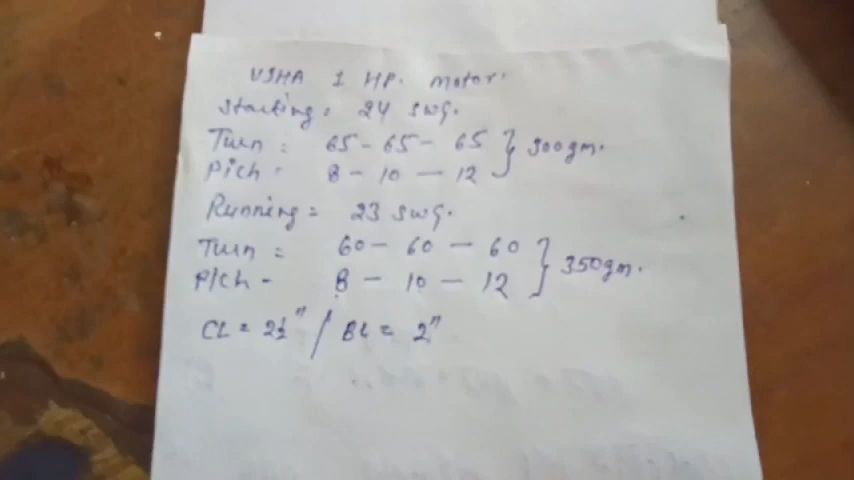 USHA 1 HP. motor.
Starting = 24 swg.
Turn = 65 - 65 - 65 } 300gm.
Pich - 8 - 10 - 12
Running = 23 swg.
Turn = 60 - 60 - 60 } 350gm.
Pich - 8 - 10 - 12
CL = 2½" / BL = 2"